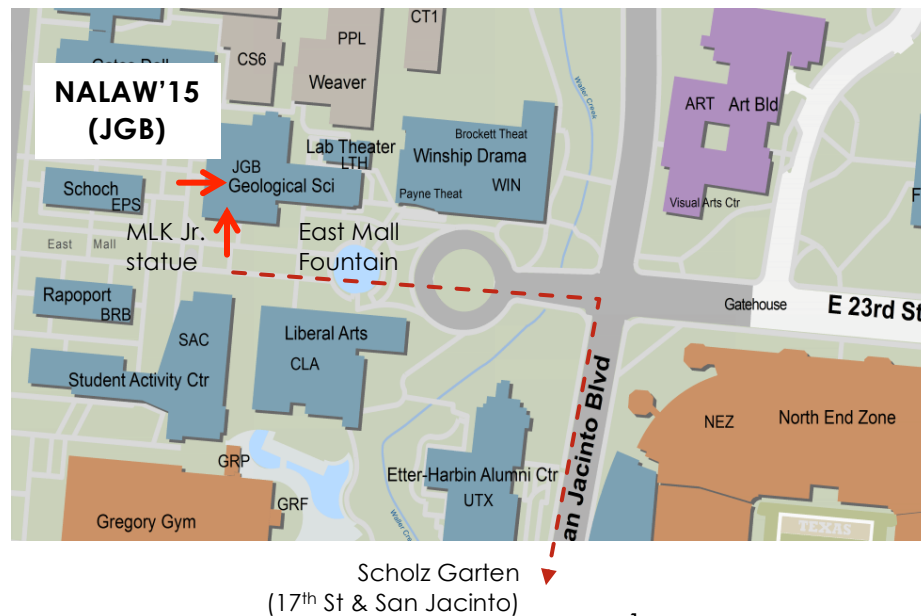 CT1
PPL
CS6
Weaver
NALAW'15
(JGB)
ART Art Bld
Waller Creek
Brockett Theat
Lab Theater
LTH
Winship Drama
JGB
Geological Sci
WIN
Schoch
EPS
Payne Theat
Visual Arts Ctr
F
MLK Jr.
statue
East Mall
Fountain
East Mall
Rapoport
BRB
Gatehouse
E 23rd St
SAC
Liberal Arts
CLA
Student Activity Ctr
an Jacinto Blvd
NEZ
North End Zone
GRP
Etter-Harbin Alumni Ctr
UTX
GRF
Gregory Gym
TEXAS
Scholz Garten
(17th St & San Jacinto)